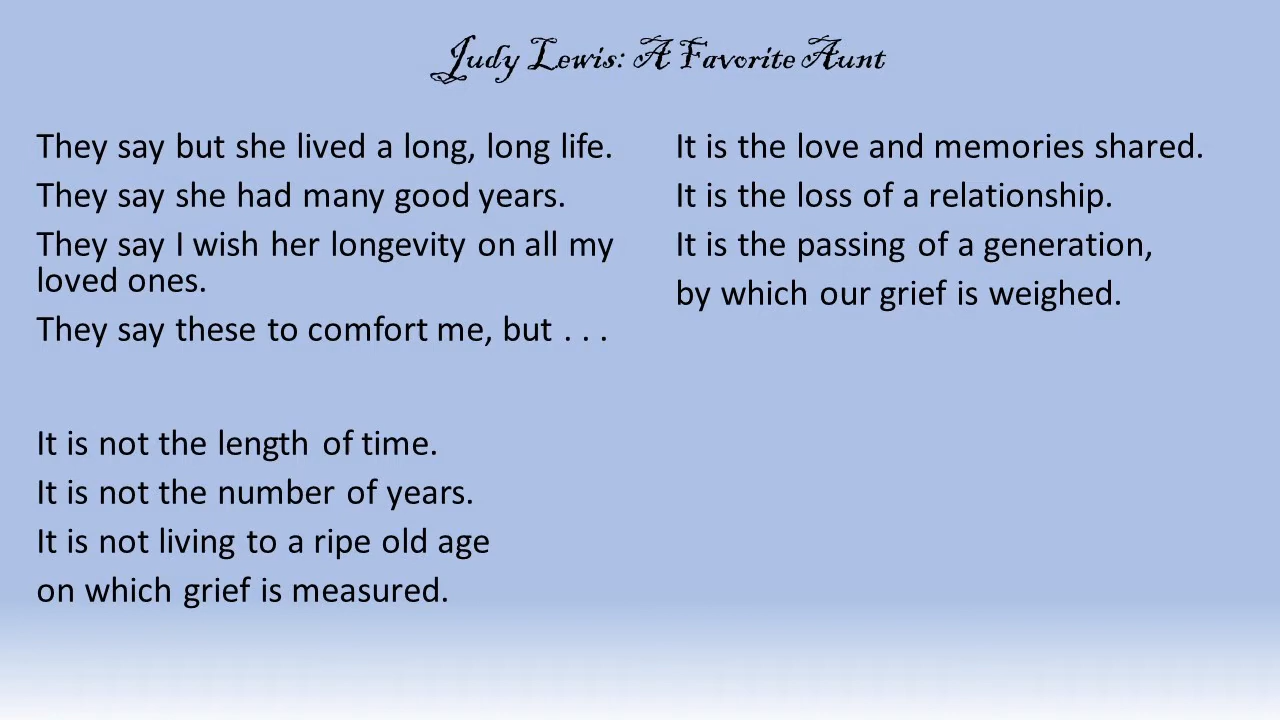 Judy Lewis: A Favorite Aunt
They say but she lived a long, long life.
They say she had many good years.
They say I wish her longevity on all my
loved ones.
They say these to comfort me, but . . .
It is not the length of time.
It is not the number of years.
It is not living to a ripe old age
on which grief is measured.
It is the love and memories shared.
It is the loss of a relationship.
It is the passing of a generation,
by which our grief is weighed.